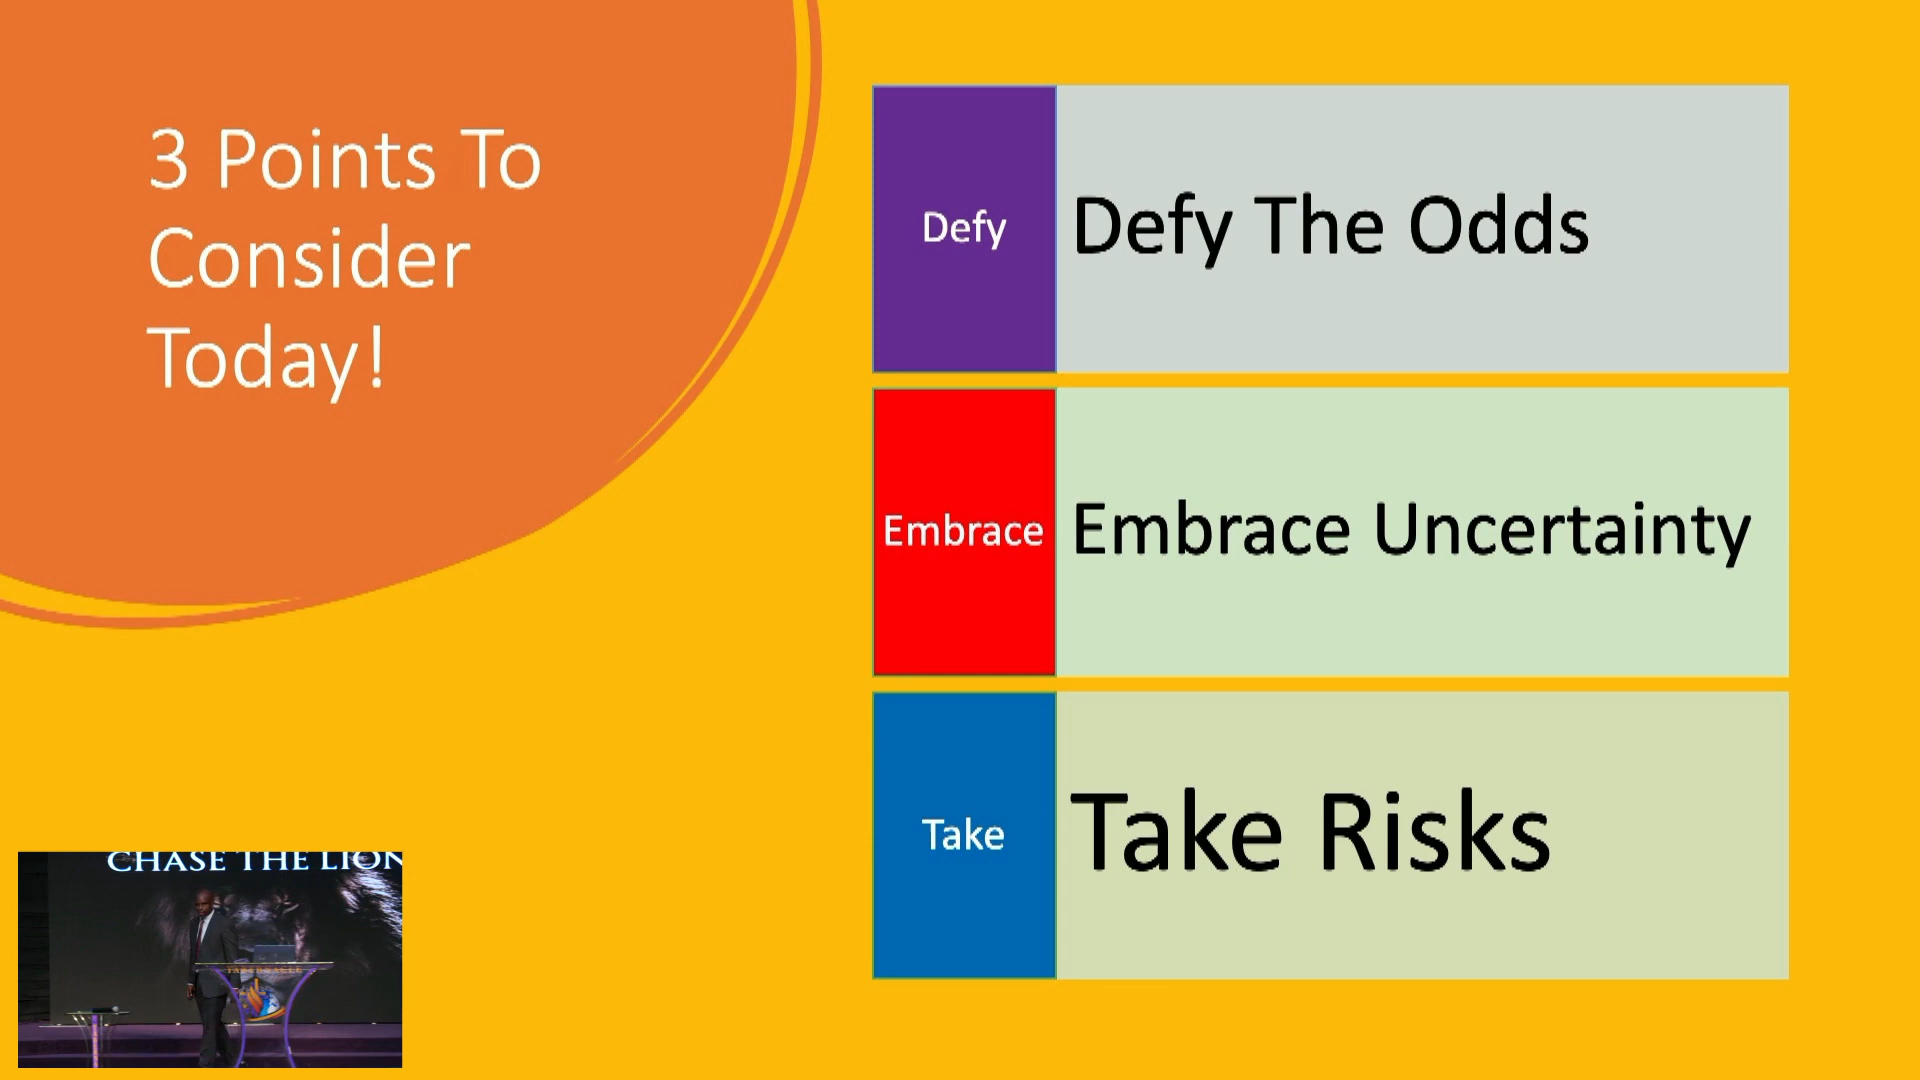 3 Points To
Consider
Today!
Defy
Defy The Odds
Embrace
Embrace Uncertainty
Take
Take Risks
CHASE THE LION